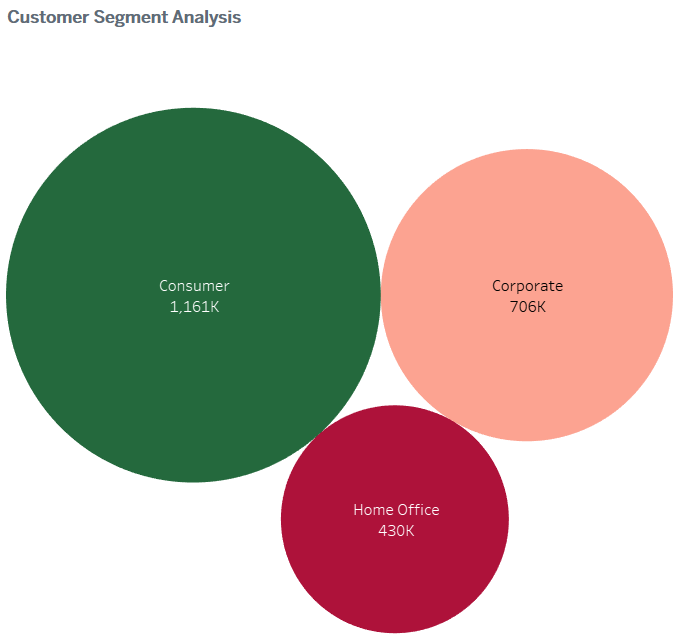 Customer Segment Analysis
Consumer
1,161K
Corporate
706K
Home Office
430K